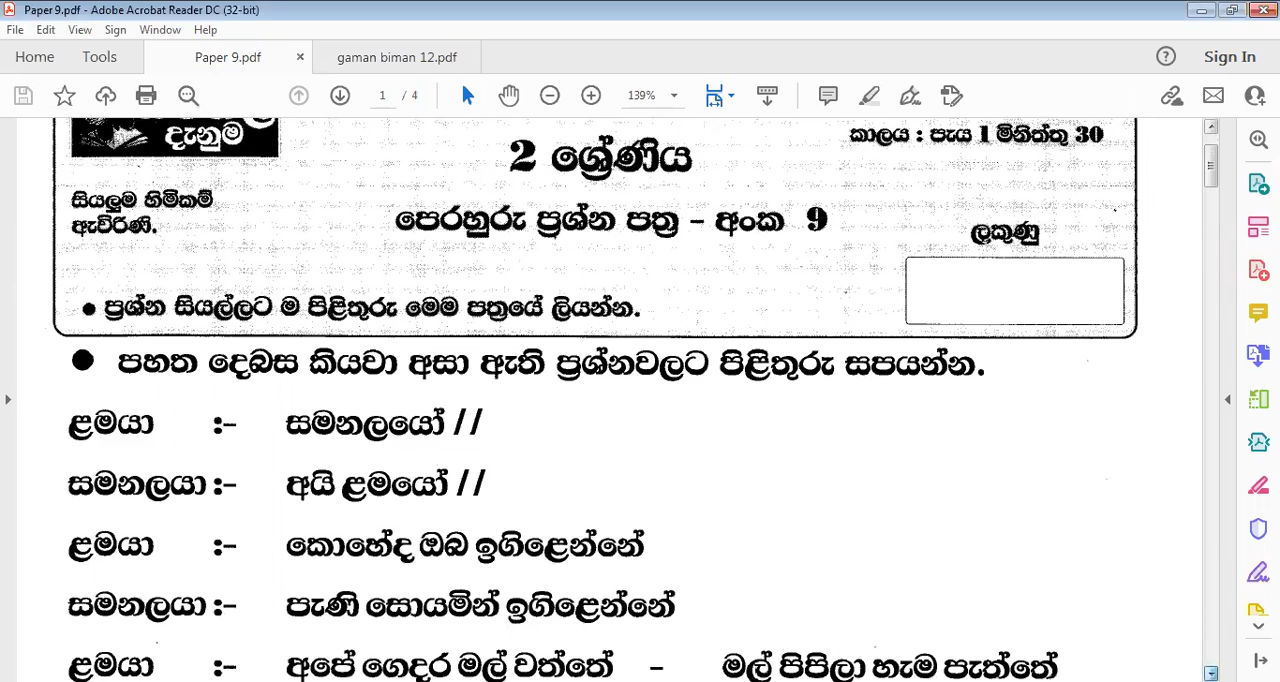 Paper 9.pdf - Adobe Acrobat Reader DC (32-bit)
File Edit View Sign Window Help
Home Tools Paper 9.pdf × gaman biman 12.pdf Sign In
1 / 4 139%
දැනුම
කාලය : පැය 1 මිනිත්තු 30
2 ශ්‍රේණිය
සියලුම හිමිකම්
ඇවිරිණි.
පෙරහුරු ප්‍රශ්න පත්‍ර – අංක 9
ලකුණු
● ප්‍රශ්න සියල්ලට ම පිළිතුරු මෙම පත්‍රයේ ලියන්න.
● පහත දෙබස කියවා අසා ඇති ප්‍රශ්නවලට පිළිතුරු සපයන්න.
ළමයා :- සමනලයෝ //
සමනලයා :- අයි ළමයෝ //
ළමයා :- කොහේද ඔබ ඉගිළෙන්නේ
සමනලයා :- පැණි සොයමින් ඉගිළෙන්නේ
ළමයා :- අපේ ගෙදර මල් වත්තේ – මල් පිපිලා හැම පැත්තේ